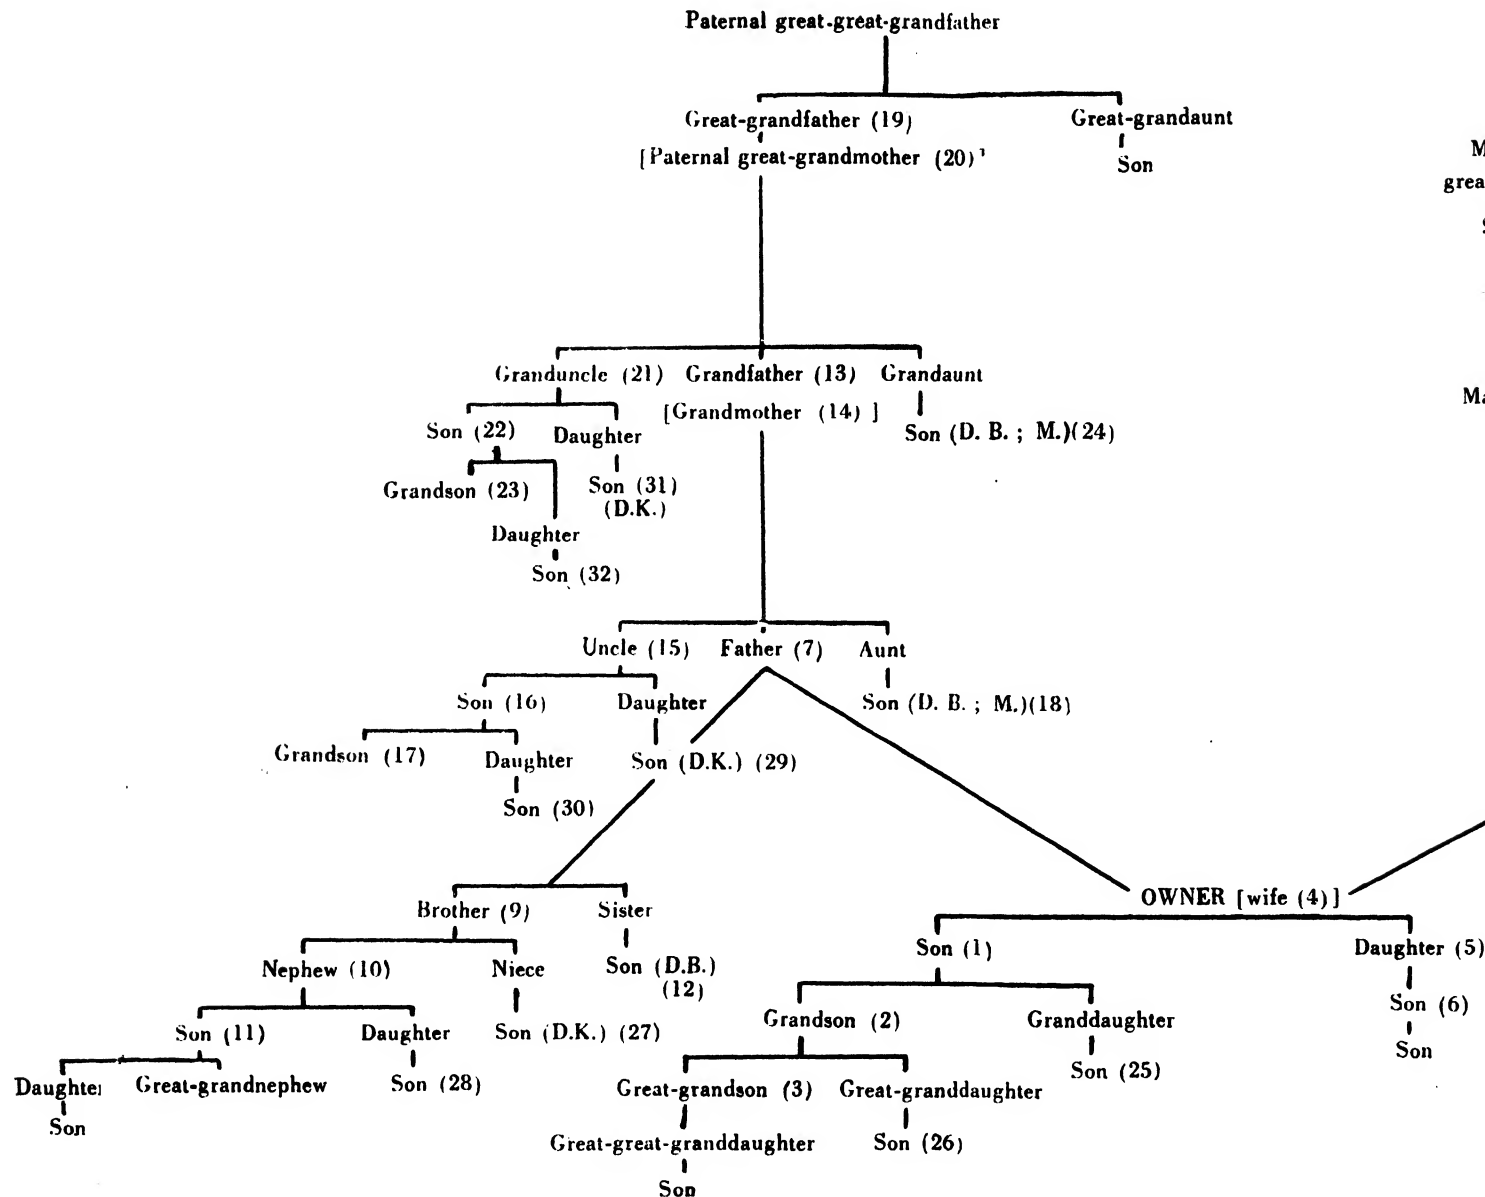 Paternal great-great-grandfather
Great-grandfather (19) Great-grandaunt
[Paternal great-grandmother (20)] Son
M
grea
Granduncle (21) Grandfather (13) Grandaunt
[Grandmother (14) ]
Ma
Son (22) Daughter Son (D. B. ; M.)(24)
Grandson (23) Son (31)
(D.K.)
Daughter
Son (32)
Uncle (15) Father (7) Aunt
Son (16) Daughter Son (D. B. ; M.)(18)
Grandson (17) Daughter Son (D.K.) (29)
Son (30)
OWNER [wife (4)]
Brother (9) Sister
Son (1) Daughter (5)
Nephew (10) Niece Son (D.B.)
(12)
Son (6)
Grandson (2) Granddaughter
Son (11) Daughter Son (D.K.) (27)
Son
Son (25)
Daughter Great-grandnephew Son (28) Great-grandson (3) Great-granddaughter
Son
Great-great-granddaughter Son (26)
Son